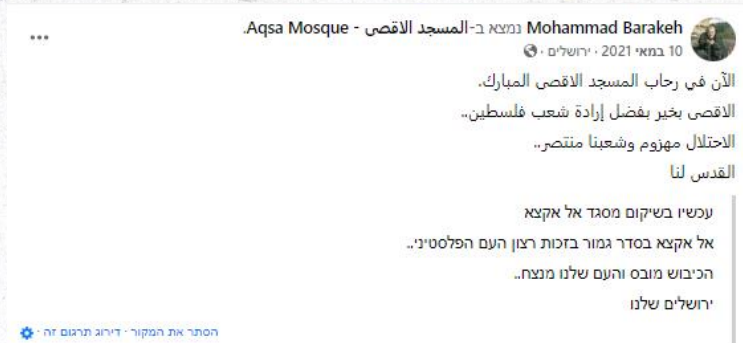 Mohammad Barakeh נמצא ב-المسجد الاقصى - Aqsa Mosque.
10 במאי 2021 · ירושלים ·
الآن في رحاب المسجد الاقصى المبارك.
الاقصى بخير بفضل إرادة شعب فلسطين..
الاحتلال مهزوم وشعبنا منتصر..
القدس لنا
עכשיו בשיקום מסגד אל אקצא
אל אקצא בסדר גמור בזכות רצון העם הפלסטיני..
הכיבוש מובס והעם שלנו מנצח..
ירושלים שלנו
הסתר את המקור · דירוג תרגום זה ·